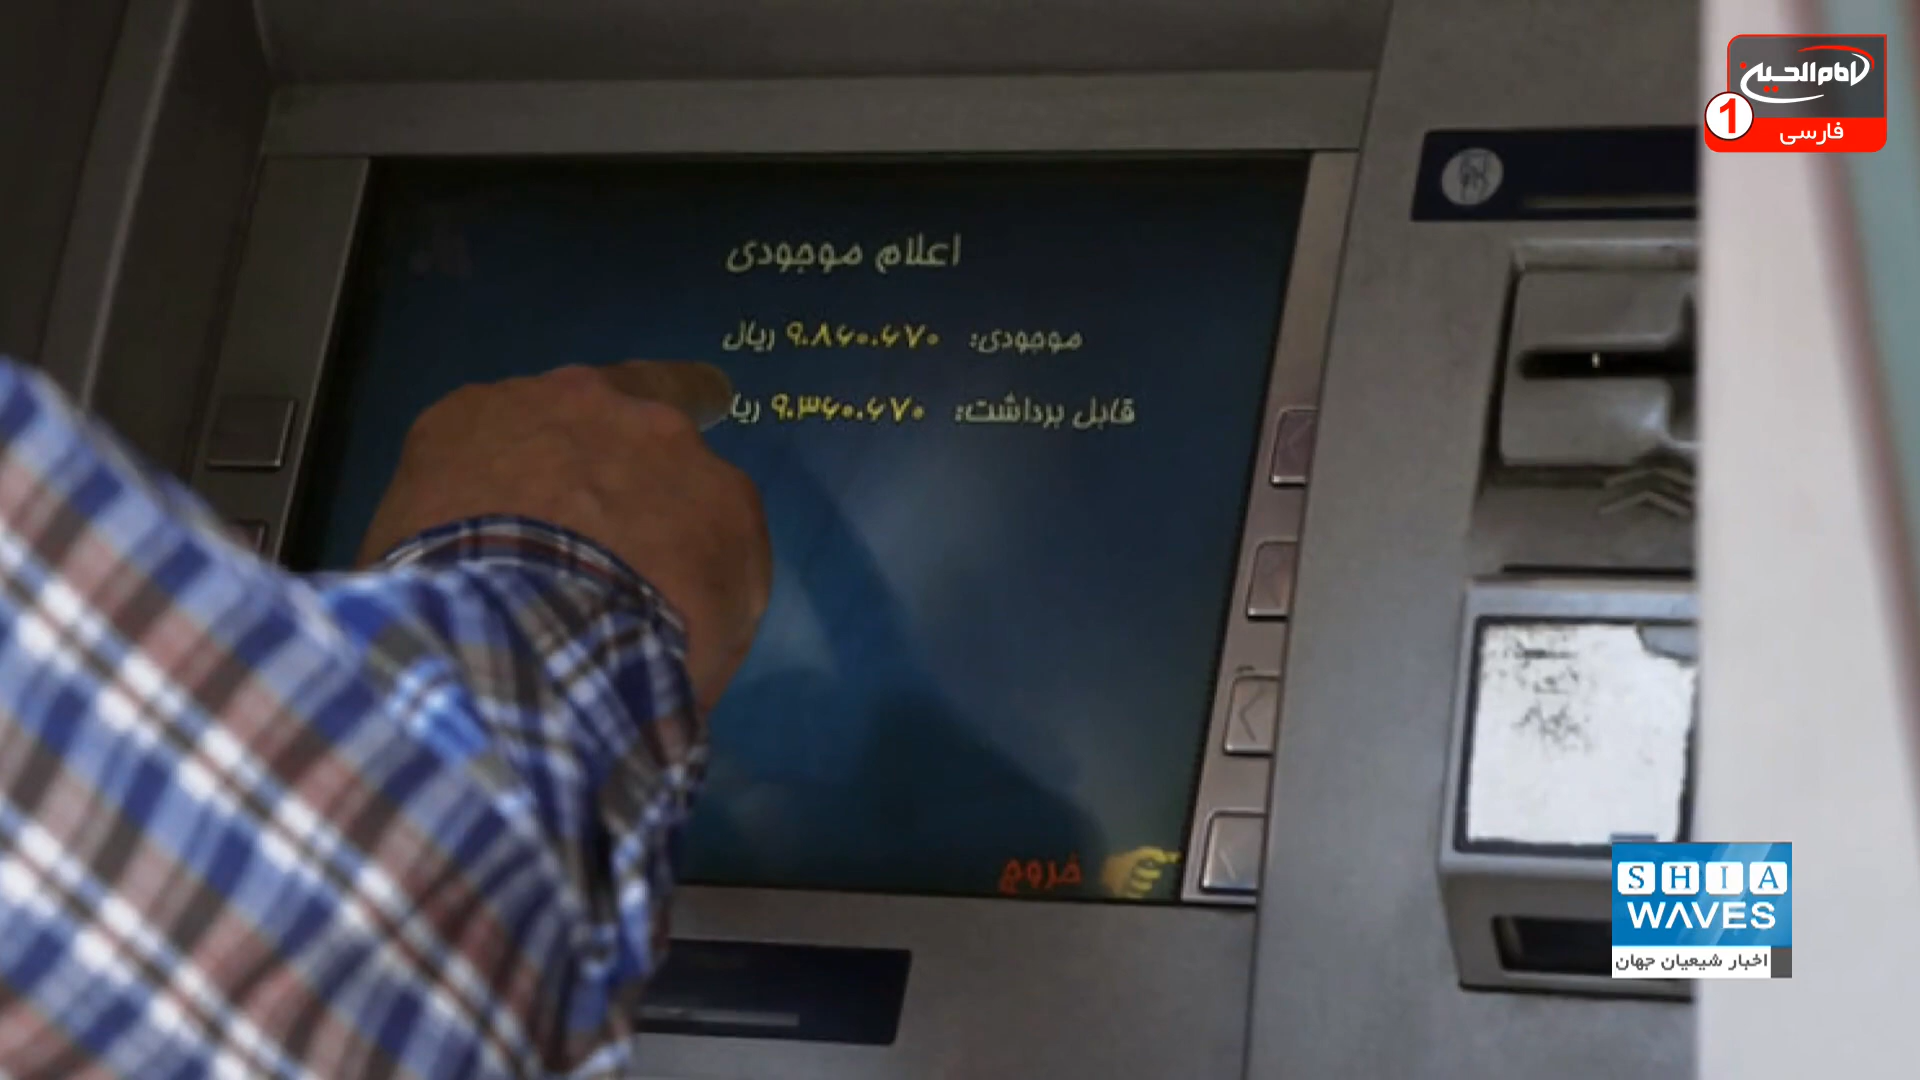 امام الحسین
1
فارسی
اعلام موجودی
موجودی: ۹.۸۶۰.۶۷۰ ریال
قابل برداشت: ۹.۳۶۰.۶۷۰ ریا
خروج
SHIA
WAVES
اخبار شیعیان جهان